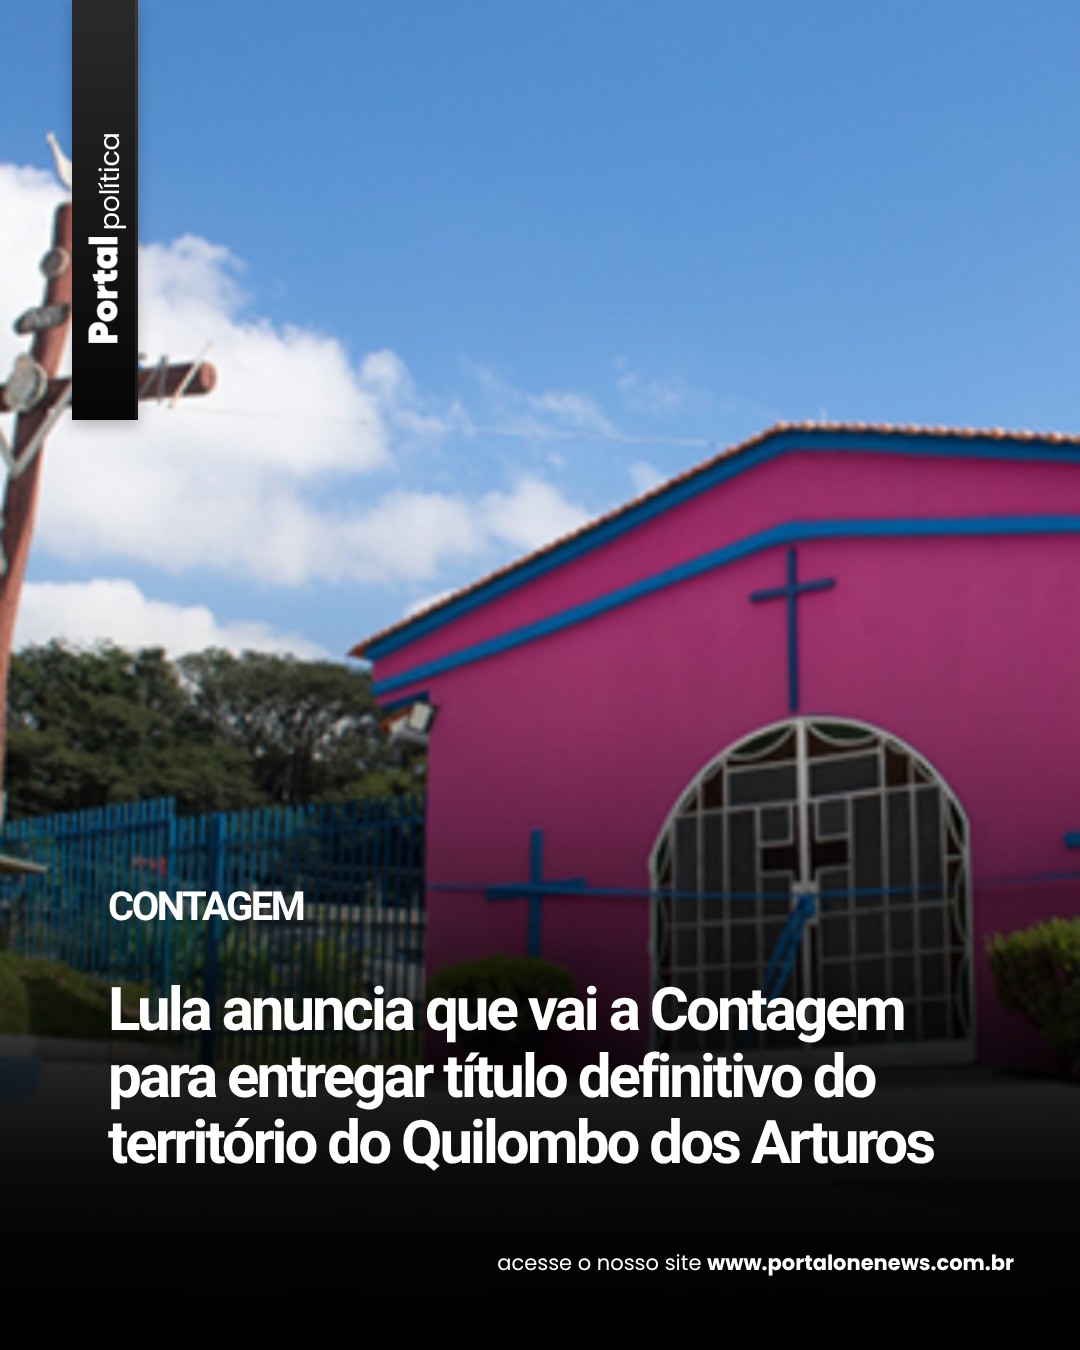 Portal política
CONTAGEM
Lula anuncia que vai a Contagem
para entregar título definitivo do
território do Quilombo dos Arturos
acesse o nosso site www.portalonenews.com.br